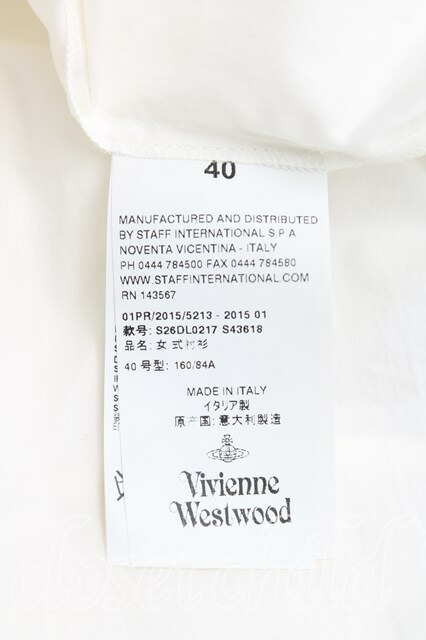 40
MANUFACTURED AND DISTRIBUTED
BY STAFF INTERNATIONAL S.P.A
NOVENTA VICENTINA - ITALY
PH 0444 784500 FAX 0444 784580
WWW.STAFFINTERNATIONAL.COM
RN 143567
01PR/2015/5213 - 2015 01
款号: S26DL0217 S43618
品名: 女式衬衫
40 号型: 160/84A
MADE IN ITALY
イタリア製
原产国: 意大利製造
Vivienne
Westwood
closet child